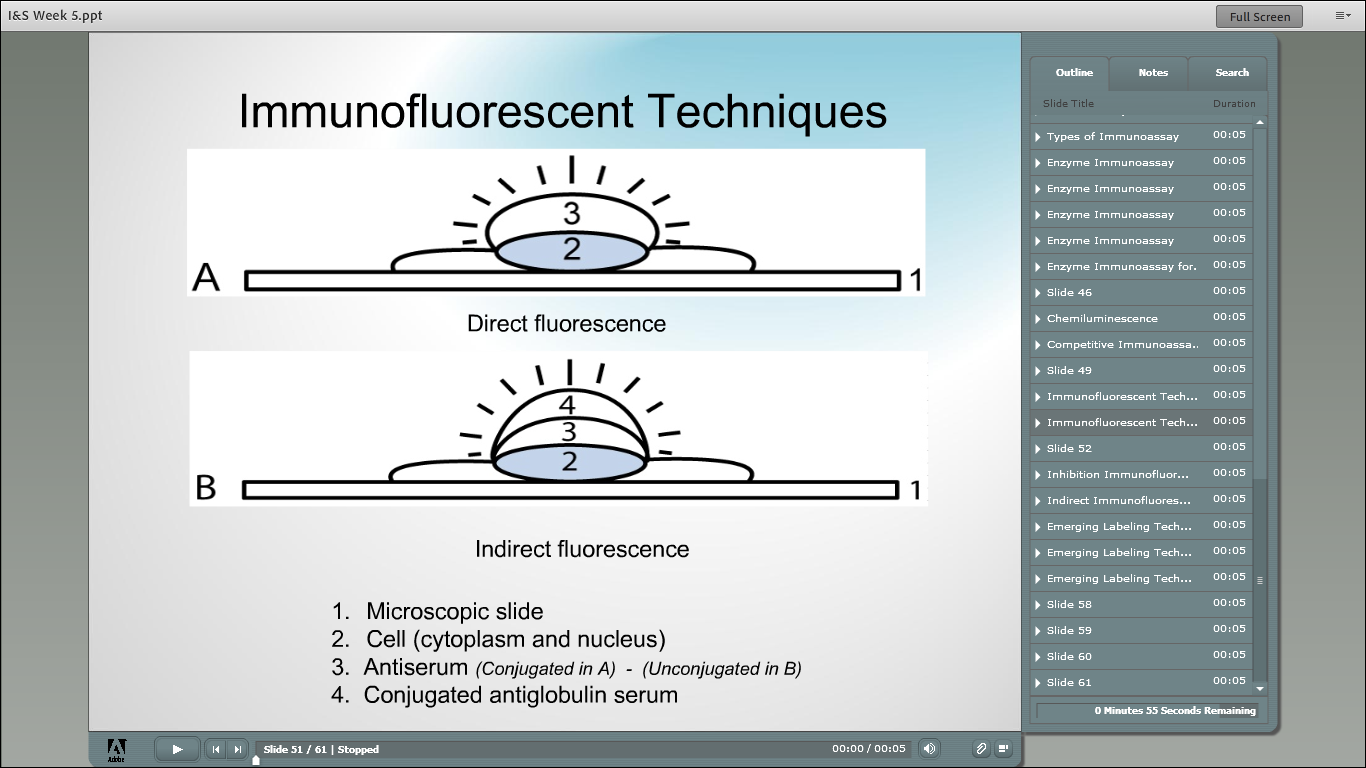 I&S Week 5.ppt
Full Screen
Immunofluorescent Techniques
3
2
A
1
Direct fluorescence
4
3
2
B
1
Indirect fluorescence
1. Microscopic slide
2. Cell (cytoplasm and nucleus)
3. Antiserum (Conjugated in A) - (Unconjugated in B)
4. Conjugated antiglobulin serum
Outline Notes Search
Slide Title Duration
Types of Immunoassay 00:05
Enzyme Immunoassay 00:05
Enzyme Immunoassay 00:05
Enzyme Immunoassay 00:05
Enzyme Immunoassay 00:05
Enzyme Immunoassay for. 00:05
Slide 46 00:05
Chemiluminescence 00:05
Competitive Immunoassa.. 00:05
Slide 49 00:05
Immunofluorescent Tech... 00:05
Immunofluorescent Tech... 00:05
Slide 52 00:05
Inhibition Immunofluor... 00:05
Indirect Immunofluores... 00:05
Emerging Labeling Tech... 00:05
Emerging Labeling Tech... 00:05
Emerging Labeling Tech... 00:05
Slide 58 00:05
Slide 59 00:05
Slide 60 00:05
Slide 61 00:05
0 Minutes 55 Seconds Remaining
Adobe
Slide 51 / 61 | Stopped 00:00 / 00:05